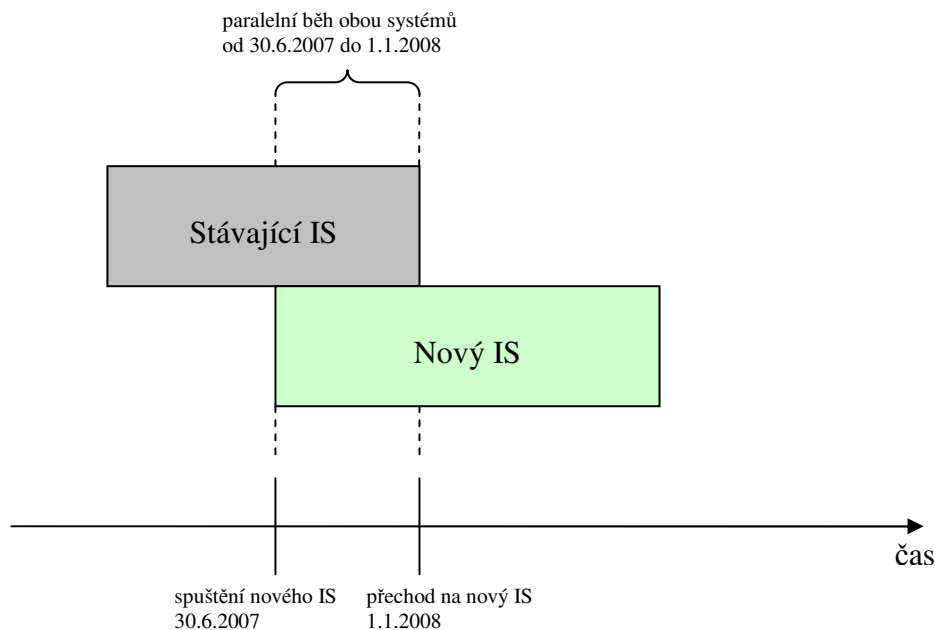 paralelní běh obou systémů
od 30.6.2007 do 1.1.2008
Stávající IS
Nový IS
čas
spuštění nového IS
30.6.2007
přechod na nový IS
1.1.2008